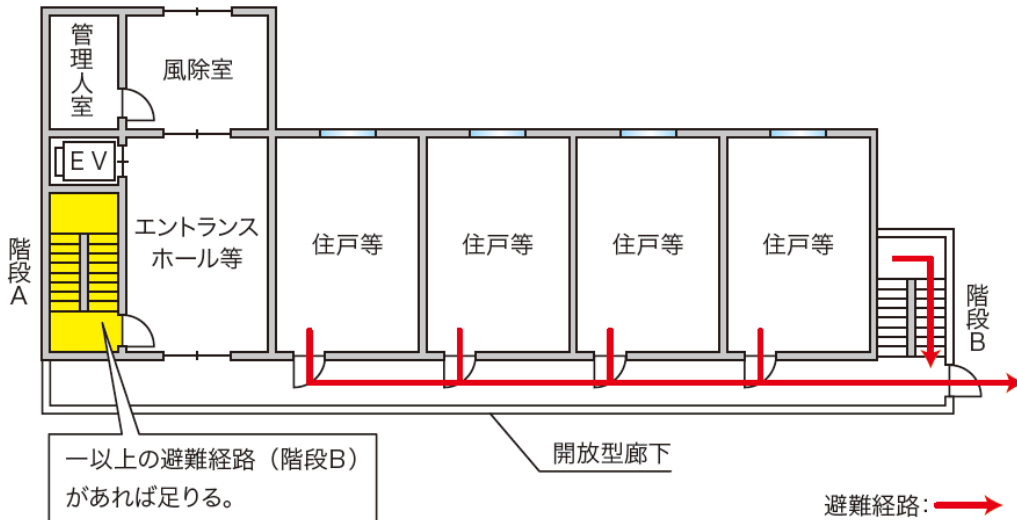 管理人室
風除室
EV
エントランス
ホール等
住戸等
住戸等
住戸等
住戸等
階段A
階段B
一以上の避難経路（階段B）
があれば足りる。
開放型廊下
避難経路：